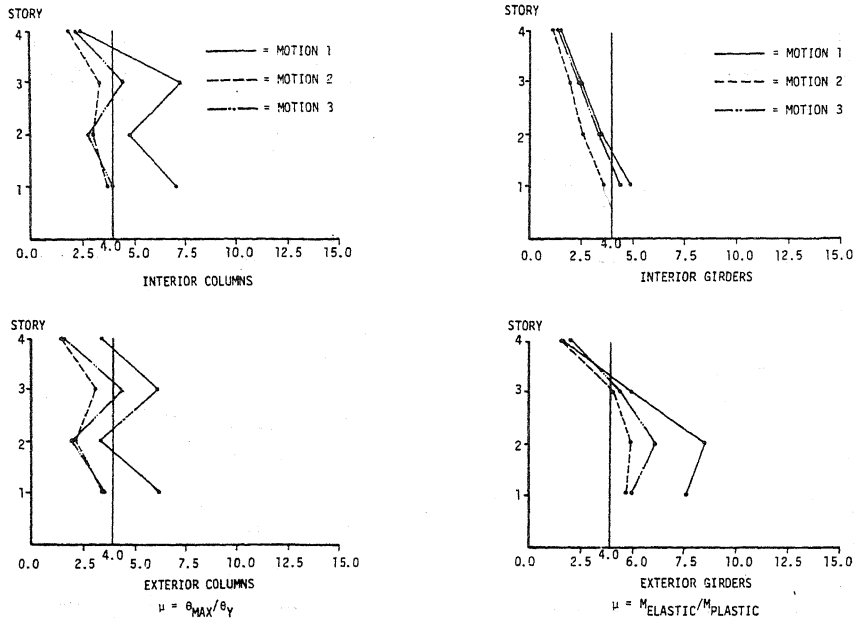 STORY
4
3
2
1
= MOTION 1
= MOTION 2
= MOTION 3
4.0
0.0 2.5 5.0 7.5 10.0 12.5 15.0
INTERIOR COLUMNS
STORY
4
3
2
1
= MOTION 1
= MOTION 2
= MOTION 3
4.0
0.0 2.5 5.0 7.5 10.0 12.5 15.0
INTERIOR GIRDERS
STORY
4
3
2
1
4.0
0.0 2.5 5.0 7.5 10.0 12.5 15.0
EXTERIOR COLUMNS
μ = θMAX/θY
STORY
4
3
2
1
4.0
0.0 2.5 6.0 7.5 10.0 12.5 15.0
EXTERIOR GIRDERS
μ = MELASTIC/MPLASTIC